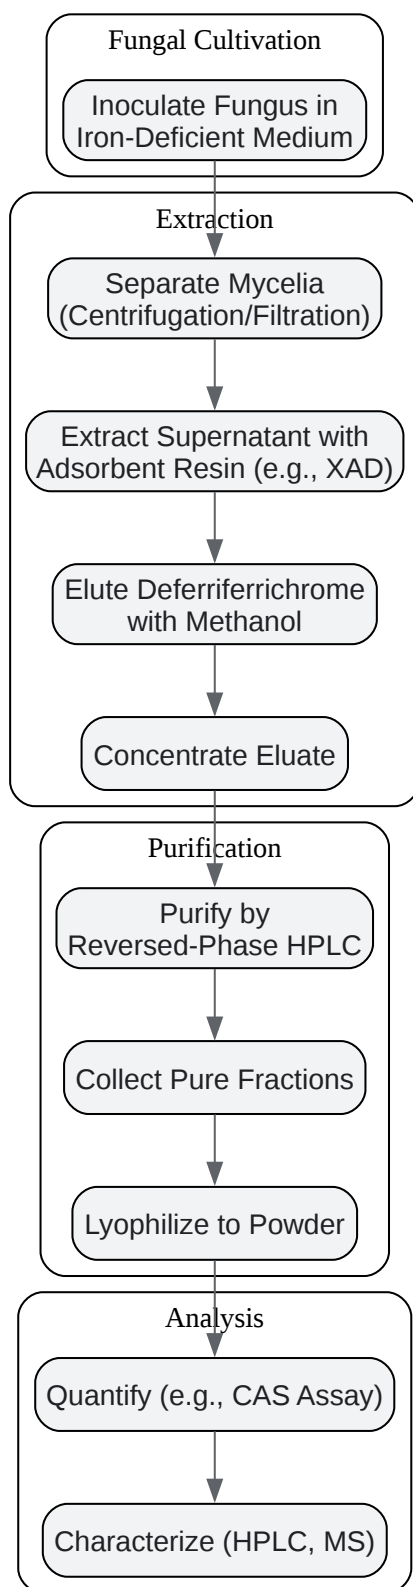 Fungal Cultivation
Inoculate Fungus in
Iron-Deficient Medium
Extraction
Separate Mycelia
(Centrifugation/Filtration)
Extract Supernatant with
Adsorbent Resin (e.g., XAD)
Elute Deferriferrichrome
with Methanol
Concentrate Eluate
Purification
Purify by
Reversed-Phase HPLC
Collect Pure Fractions
Lyophilize to Powder
Analysis
Quantify (e.g., CAS Assay)
Characterize (HPLC, MS)